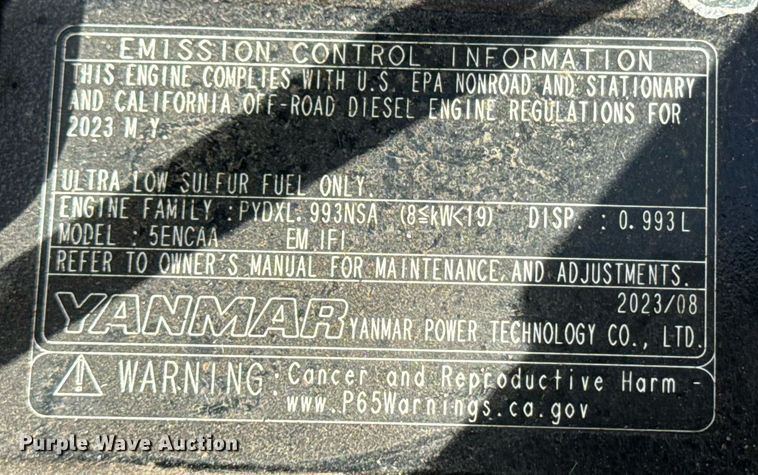 EMISSION CONTROL INFORMATION
THIS ENGINE COMPLIES WITH U.S. EPA NONROAD AND STATIONARY
AND CALIFORNIA OFF-ROAD DIESEL ENGINE REGULATIONS FOR
2023 M.Y.
ULTRA LOW SULFUR FUEL ONLY.
ENGINE FAMILY : PYDXL.993NSA (8≦kW<19) DISP. : 0.993L
MODEL : 5ENCAA EM IFI
REFER TO OWNER'S MANUAL FOR MAINTENANCE AND ADJUSTMENTS.
2023/08
YANMAR YANMAR POWER TECHNOLOGY CO., LTD.
⚠ WARNING: Cancer and Reproductive Harm -
www.P65Warnings.ca.gov
Purple Wave Auction